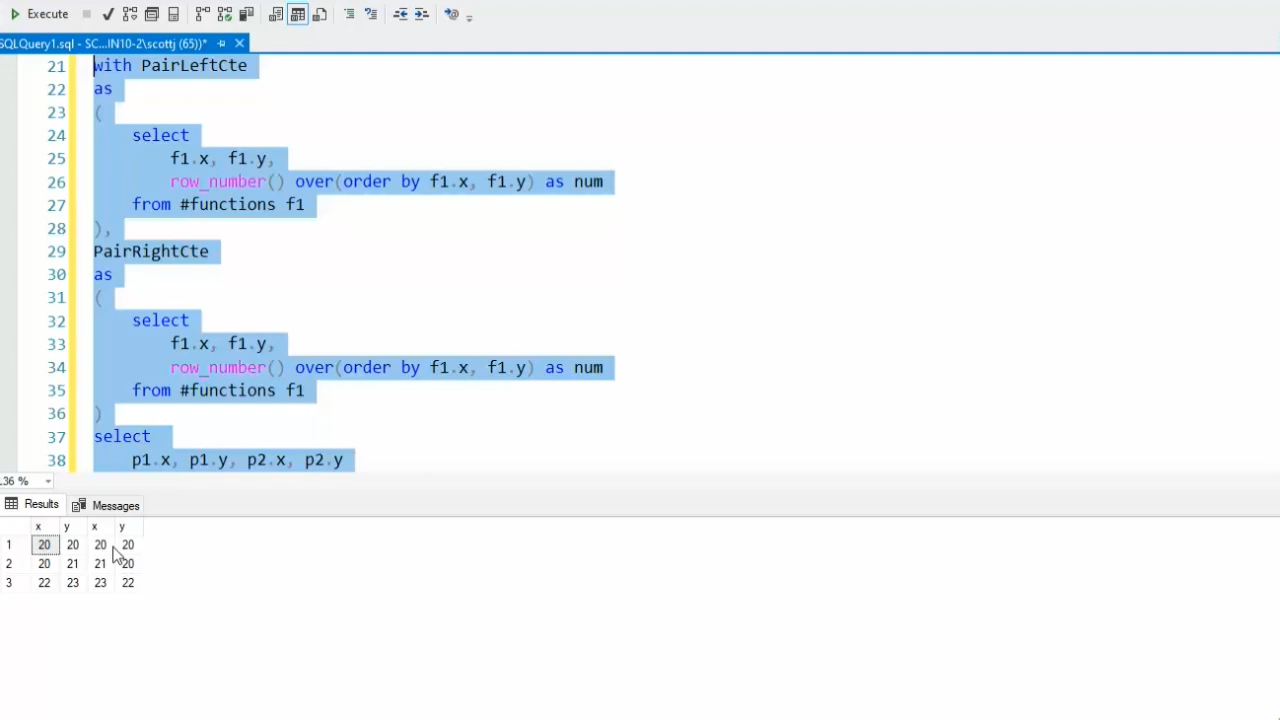 Execute
SQLQuery1.sql - SC...IN10-2\scottj (65))*
21 with PairLeftCte
22 as
23 (
24 select
25 f1.x, f1.y,
26 row_number() over(order by f1.x, f1.y) as num
27 from #functions f1
28 ),
29 PairRightCte
30 as
31 (
32 select
33 f1.x, f1.y,
34 row_number() over(order by f1.x, f1.y) as num
35 from #functions f1
36 )
37 select
38 p1.x, p1.y, p2.x, p2.y
.36 %
Results Messages
x y x y
1 20 20 20 20
2 20 21 21 20
3 22 23 23 22